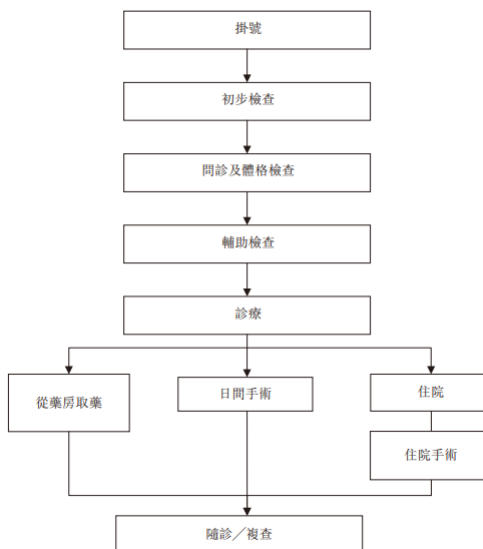 掛號
初步檢查
問診及體格檢查
輔助檢查
診療
從藥房取藥
日間手術
住院
住院手術
隨診／複查